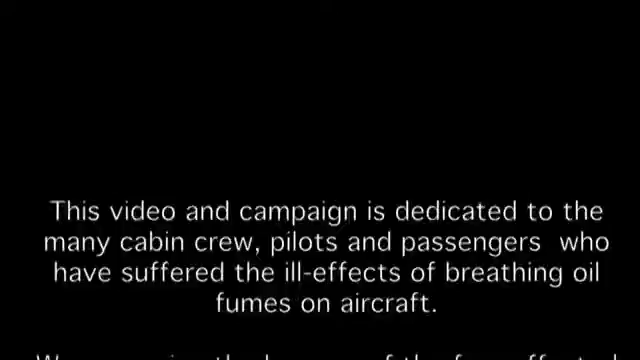 This video and campaign is dedicated to the
many cabin crew, pilots and passengers  who
have suffered the ill-effects of breathing oil
fumes on aircraft.